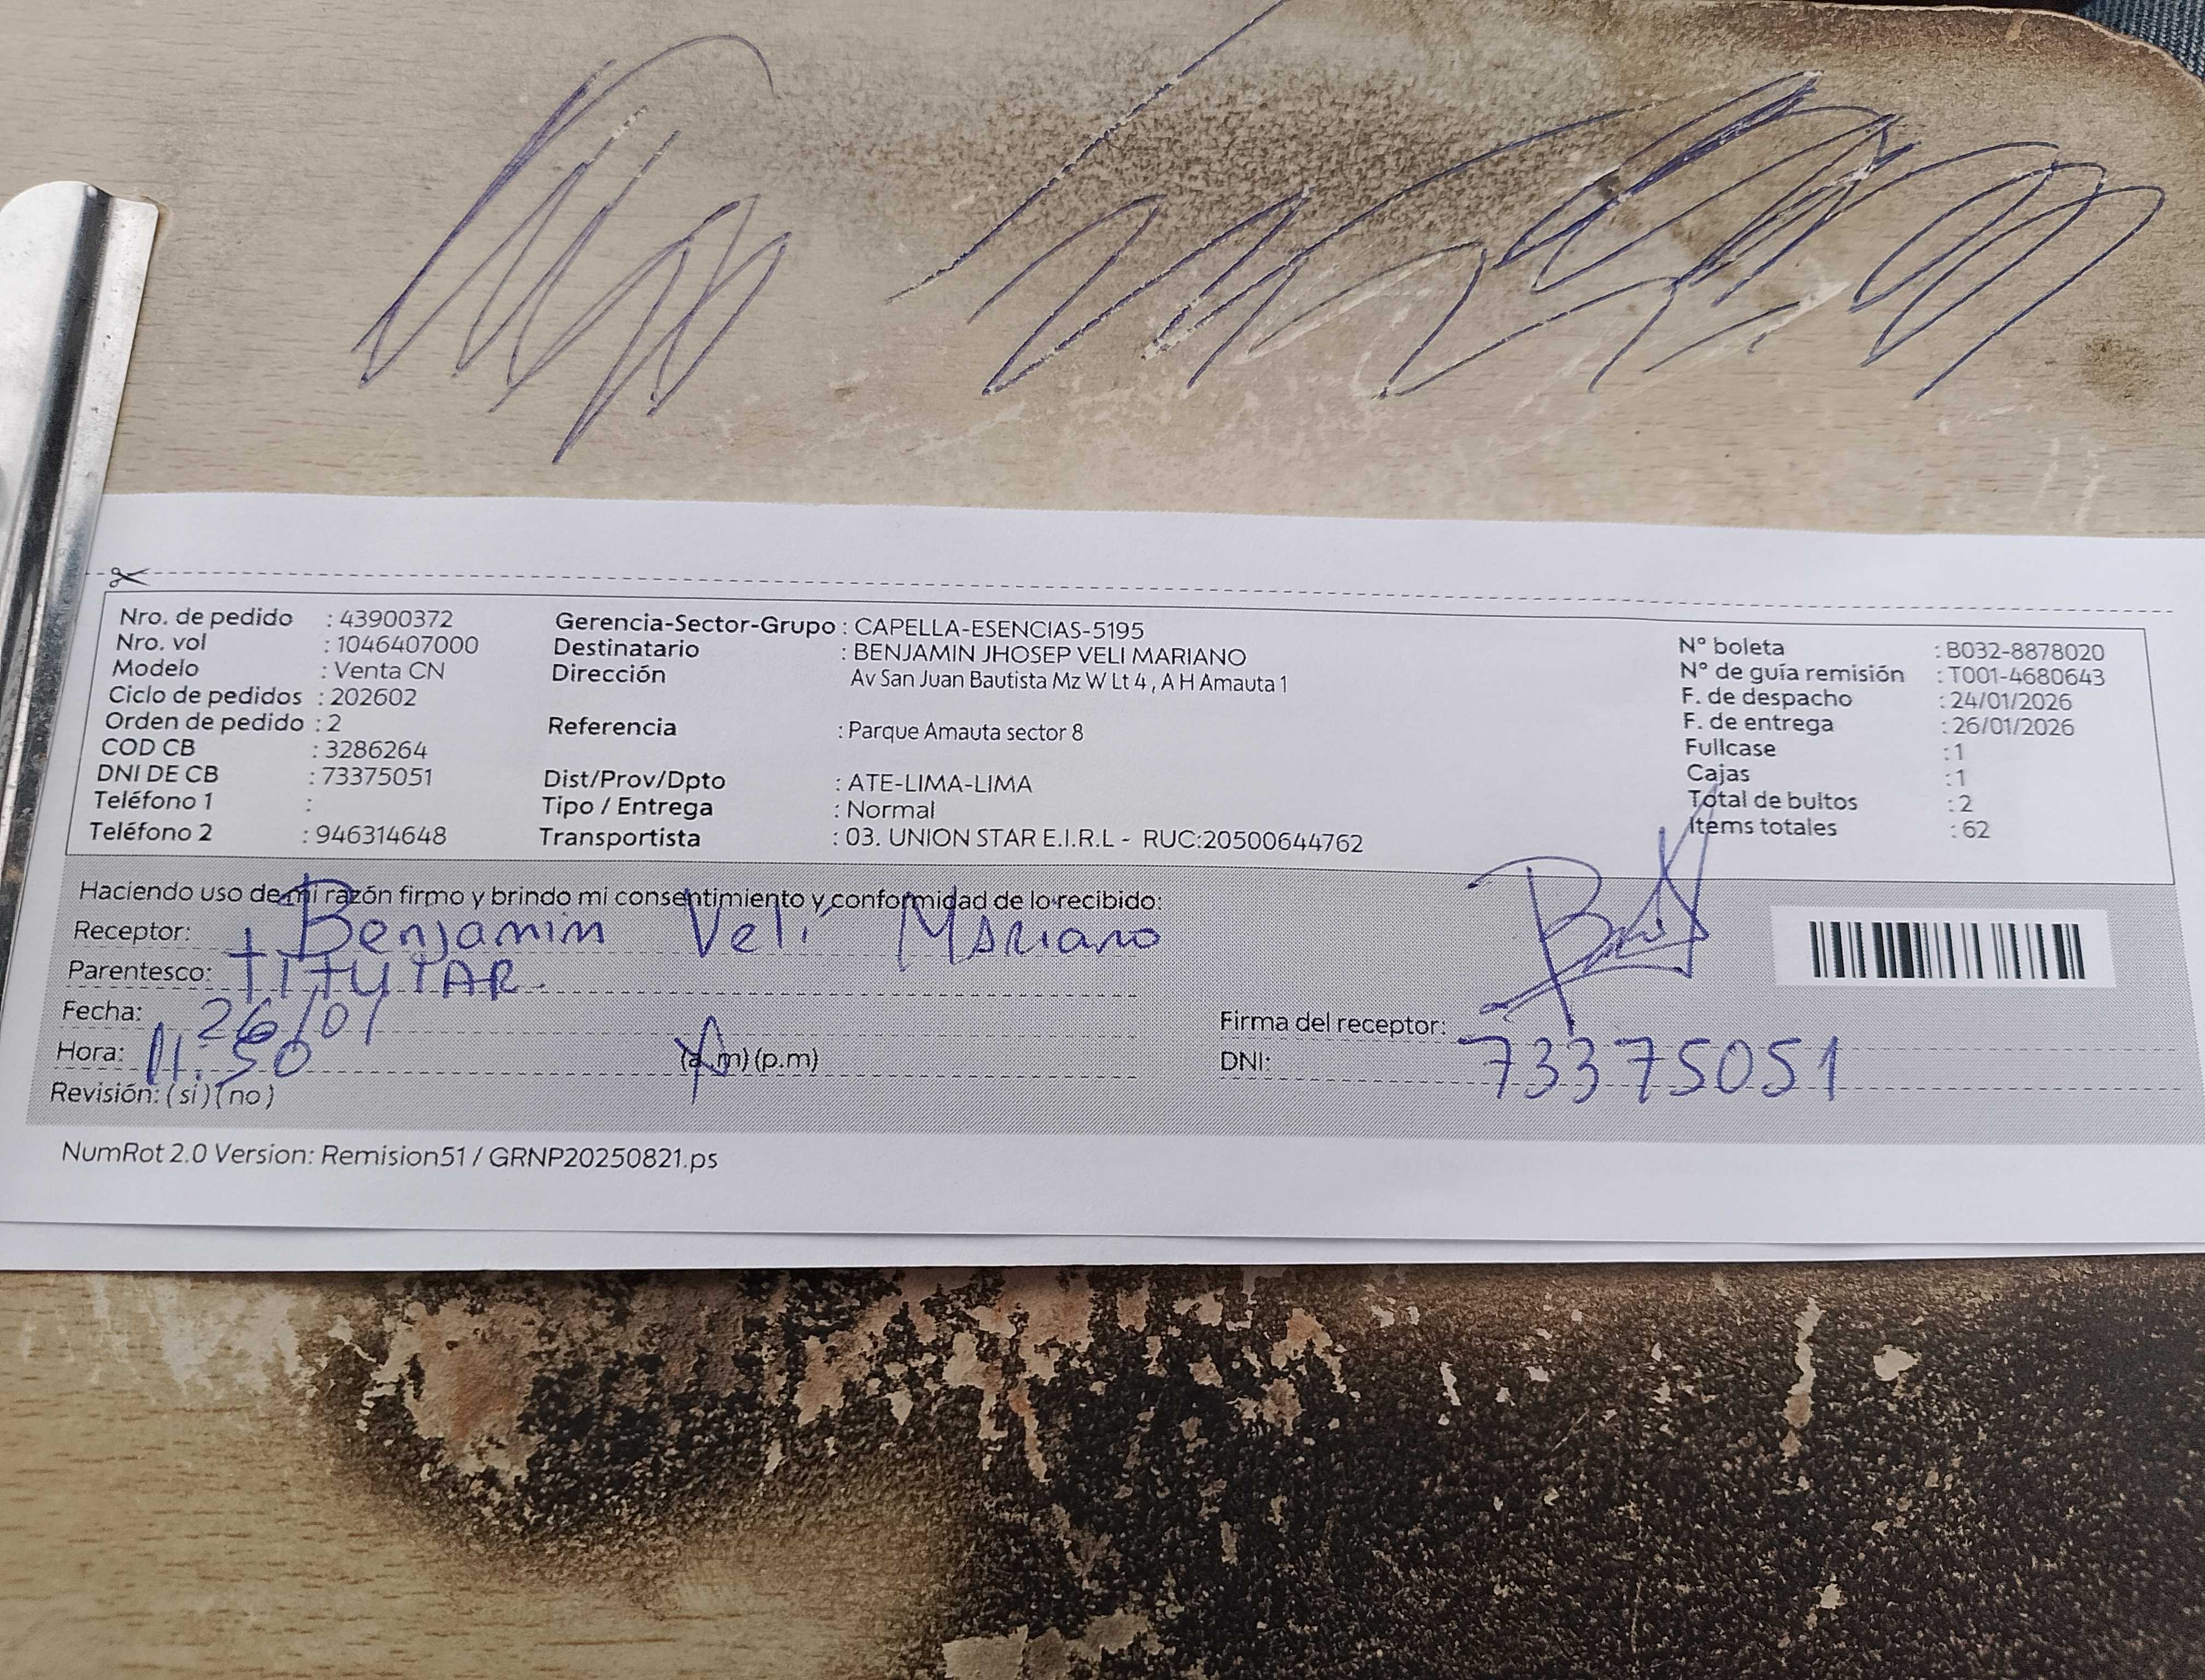 Nro. de pedido : 43900372
Nro. vol : 1046407000
Modelo : Venta CN
Ciclo de pedidos : 202602
Orden de pedido : 2
COD CB : 3286264
DNI DE CB : 73375051
Teléfono 1 :
Teléfono 2 : 946314648
Gerencia-Sector-Grupo : CAPELLA-ESENCIAS-5195
Destinatario : BENJAMIN JHOSEP VELI MARIANO
Dirección Av San Juan Bautista Mz W Lt 4 , A H Amauta 1
Referencia : Parque Amauta sector 8
Dist/Prov/Dpto : ATE-LIMA-LIMA
Tipo / Entrega : Normal
Transportista : 03. UNION STAR E.I.R.L - RUC:20500644762
N° boleta : B032-8878020
N° de guía remisión : T001-4680643
F. de despacho : 24/01/2026
F. de entrega : 26/01/2026
Fullcase : 1
Cajas : 1
Total de bultos : 2
Items totales : 62
Haciendo uso de mi razón firmo y brindo mi consentimiento y conformidad de lo recibido:
Receptor: Benjamin Veli Mariano
Parentesco: TITULAR
Fecha: 26/01
Hora: 11:50 (a.m) (p.m)
Revisión: (si) (no)
Firma del receptor:
DNI: 73375051
NumRot 2.0 Version: Remision51 / GRNP20250821.ps